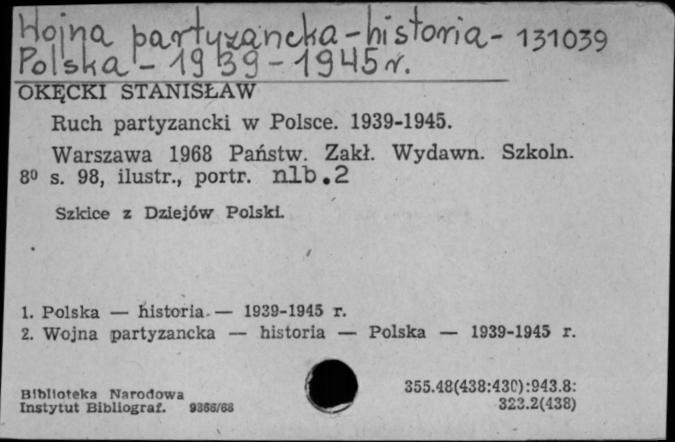 Wojna partyzancka - historia - 131039
Polska - 1939 - 1945 r.
OKĘCKI STANISŁAW
Ruch partyzancki w Polsce. 1939-1945.
Warszawa 1968 Państw. Zakł. Wydawn. Szkoln.
8⁰ s. 98, ilustr., portr. nlb.2
Szkice z Dziejów Polski.
1. Polska — historia — 1939-1945 r.
2. Wojna partyzancka — historia — Polska — 1939-1945 r.
355.48(438:430):943.8:
Biblioteka Narodowa
Instytut Bibliograf. 9366/68
323.2(438)